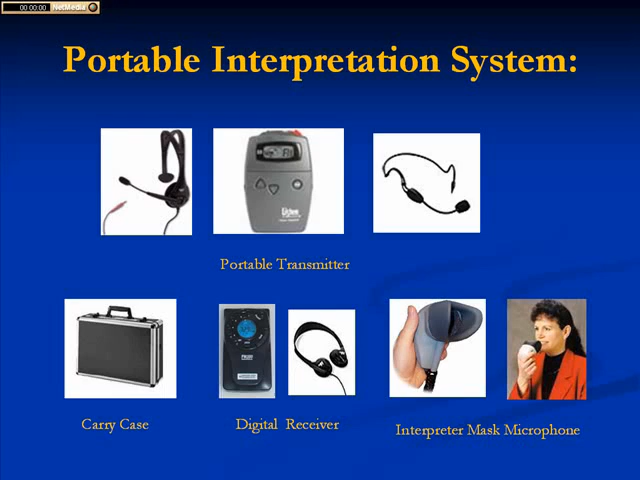 00:00:00 NetMedia
Portable Interpretation System:
Portable Transmitter
Carry Case
Digital Receiver
Interpreter Mask Microphone